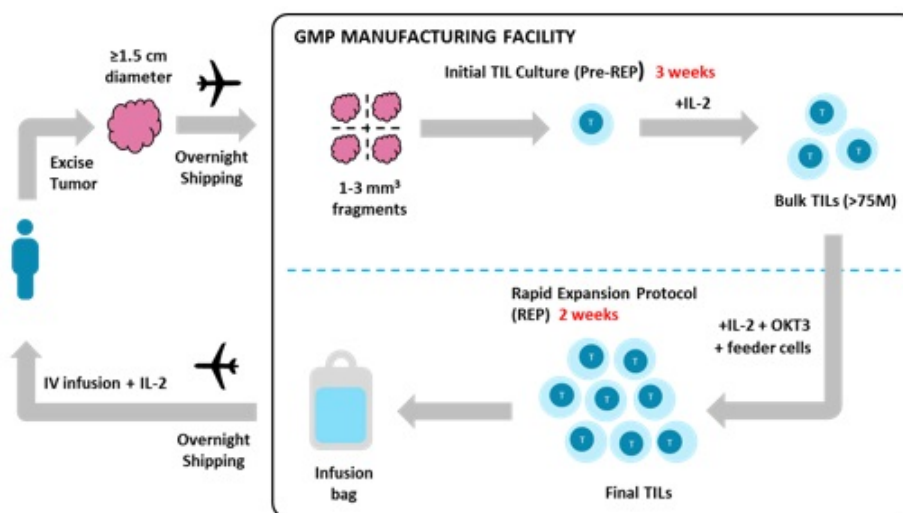 GMP MANUFACTURING FACILITY
≥1.5 cm
diameter
Excise
Tumor
Overnight
Shipping
Initial TIL Culture (Pre-REP) 3 weeks
1-3 mm³
fragments
T
+IL-2
T
T
T
Bulk TILs (>75M)
Rapid Expansion Protocol
(REP) 2 weeks
+IL-2 + OKT3
+ feeder cells
T
T
T
T
T
T
T
T
Final TILs
Infusion
bag
IV infusion + IL-2
Overnight
Shipping